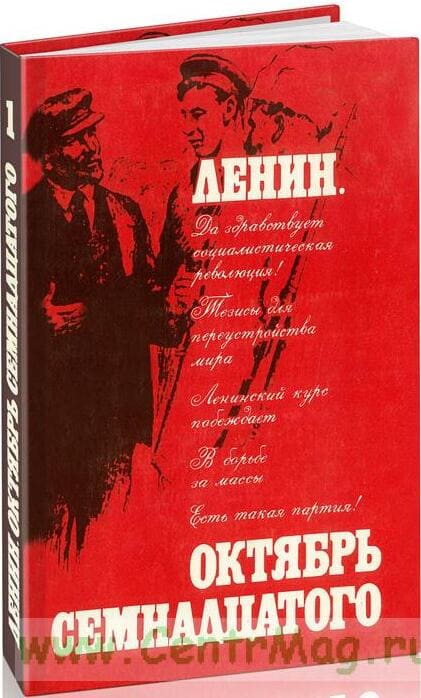 1
ЛЕНИН ОКТЯБРЬ СЕМНАДЦАТОГО
ЛЕНИН.
Да здравствует
социалистическая
революция!
Тезисы для
переустройства
мира
Ленинский курс
побеждает
В борьбе
за массы
Есть такая партия!
ОКТЯБРЬ
СЕМНАДЦАТОГО
www.CentrMag.ru